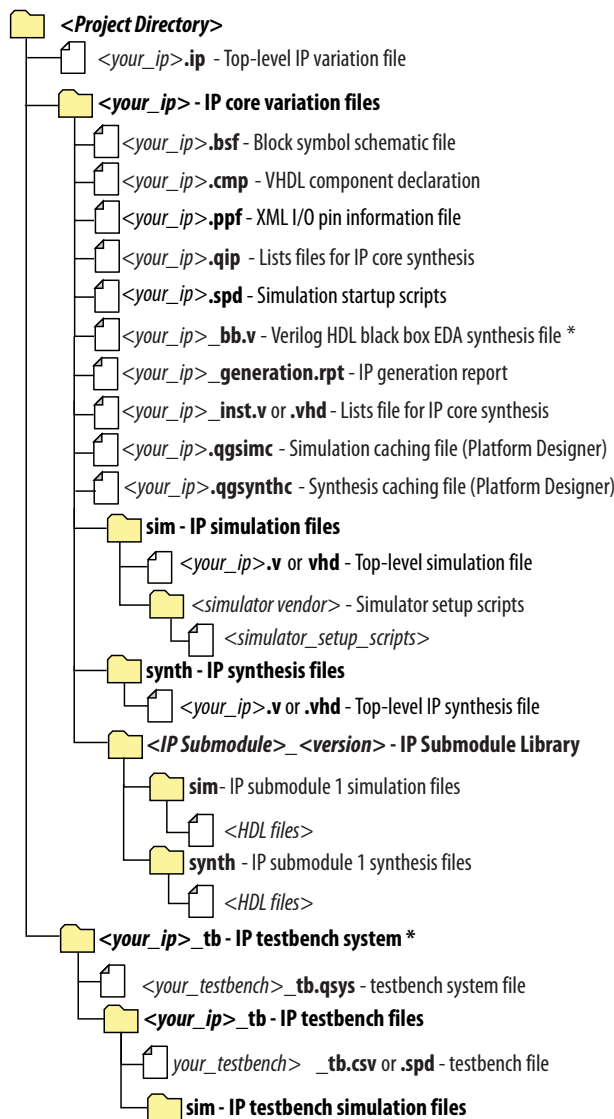 <Project Directory>
<your_ip>.ip - Top-level IP variation file
<your_ip> - IP core variation files
<your_ip>.bsf - Block symbol schematic file
<your_ip>.cmp - VHDL component declaration
<your_ip>.ppf - XML I/O pin information file
<your_ip>.qip - Lists files for IP core synthesis
<your_ip>.spd - Simulation startup scripts
<your_ip>_bb.v - Verilog HDL black box EDA synthesis file *
<your_ip>_generation.rpt - IP generation report
<your_ip>_inst.v or .vhd - Lists file for IP core synthesis
<your_ip>.qgsimc - Simulation caching file (Platform Designer)
<your_ip>.qgsynthc - Synthesis caching file (Platform Designer)
sim - IP simulation files
<your_ip>.v or vhd - Top-level simulation file
<simulator vendor> - Simulator setup scripts
<simulator_setup_scripts>
synth - IP synthesis files
<your_ip>.v or .vhd - Top-level IP synthesis file
<IP Submodule>_<version> - IP Submodule Library
sim- IP submodule 1 simulation files
<HDL files>
synth - IP submodule 1 synthesis files
<HDL files>
<your_ip>_tb - IP testbench system *
<your_testbench>_tb.qsys - testbench system file
<your_ip>_tb - IP testbench files
your_testbench> _tb.csv or .spd - testbench file
sim - IP testbench simulation files